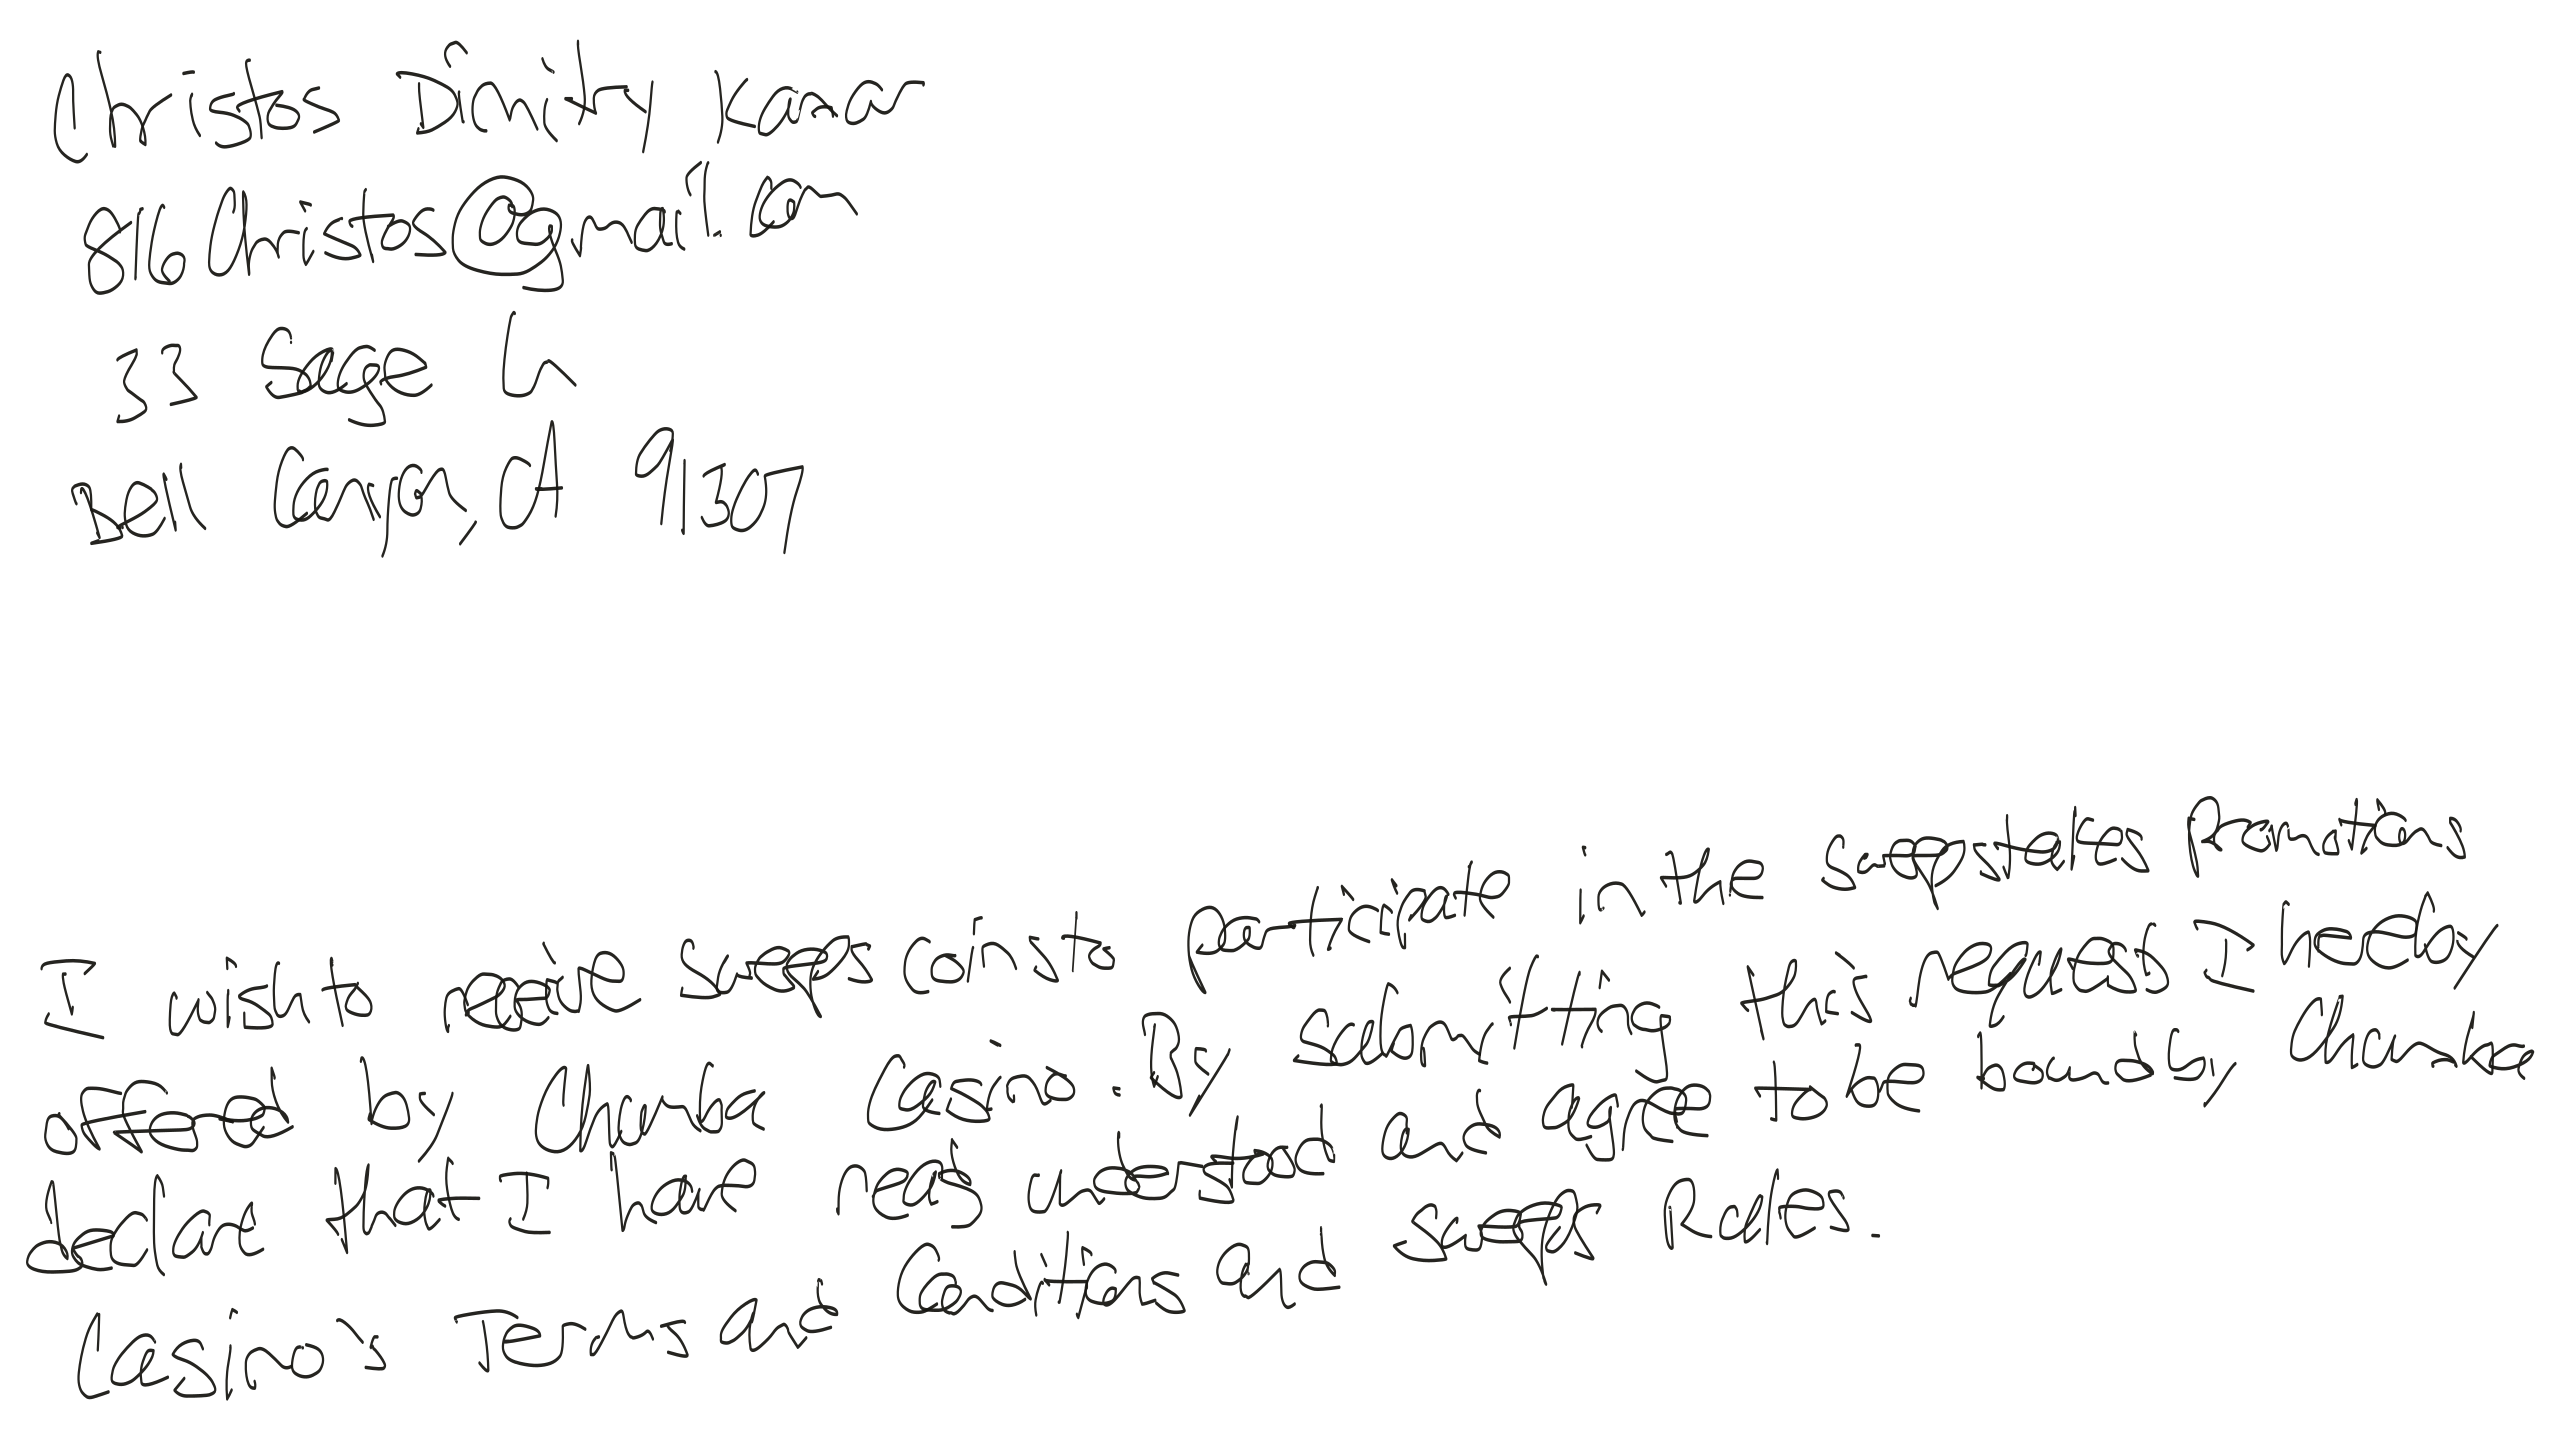 Christos Dimitry Kamar
816Christos@gmail.com
33 Sage Ln
Bell Canyon, CA 91307
I wish to receive sweeps coins to participate in the sweepstakes promotions
offered by Chumba Casino. By submitting this request I hereby
declare that I have read understood and agree to be bound by Chumba
Casino's Terms and Conditions and sweeps Rules.